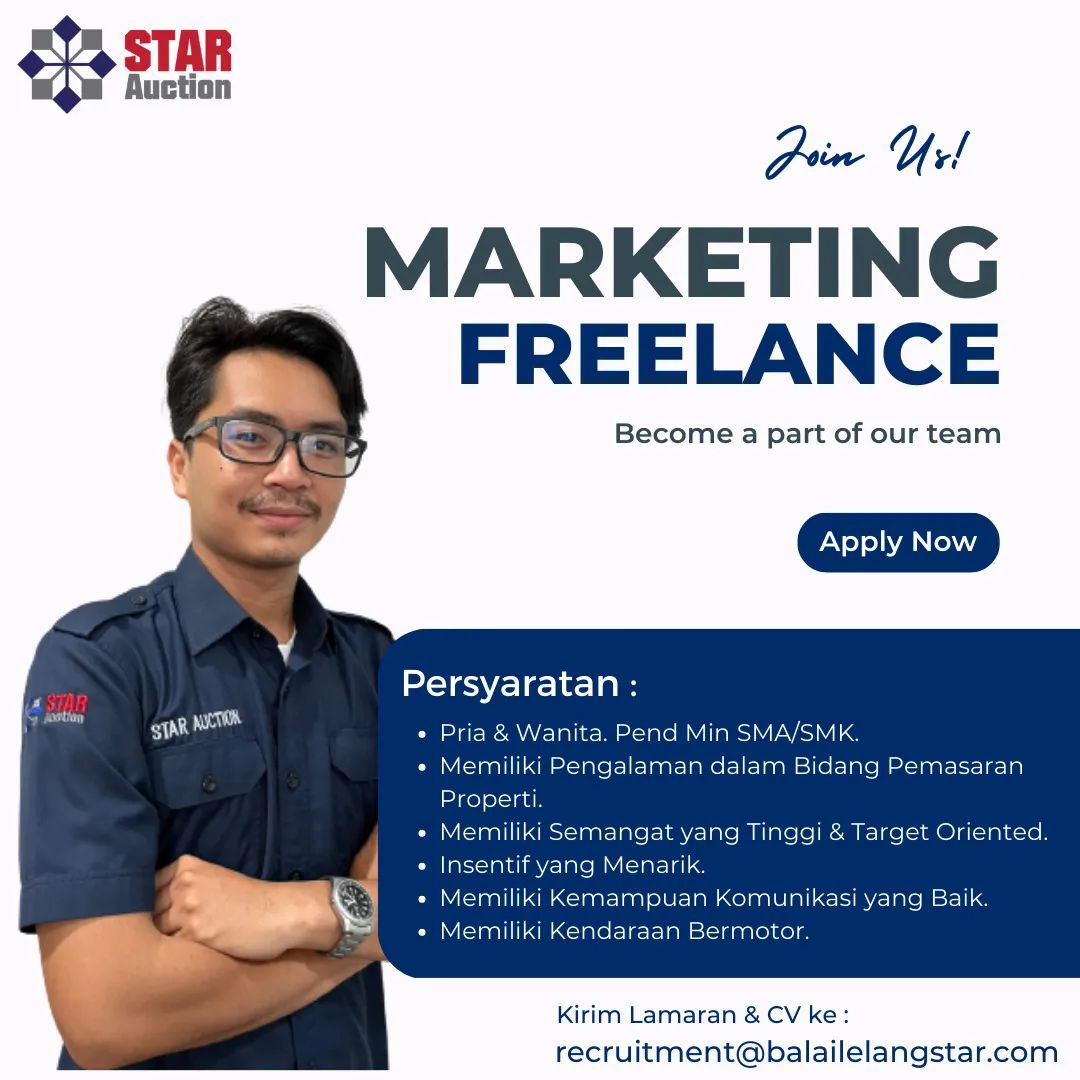 STAR
Auction
Join Us!
MARKETING
FREELANCE
Become a part of our team
Apply Now
STAR
Auction
STAR AUCTION
Persyaratan :
• Pria & Wanita. Pend Min SMA/SMK.
• Memiliki Pengalaman dalam Bidang Pemasaran
Properti.
• Memiliki Semangat yang Tinggi & Target Oriented.
• Insentif yang Menarik.
• Memiliki Kemampuan Komunikasi yang Baik.
• Memiliki Kendaraan Bermotor.
Kirim Lamaran & CV ke :
recruitment@balailelangstar.com